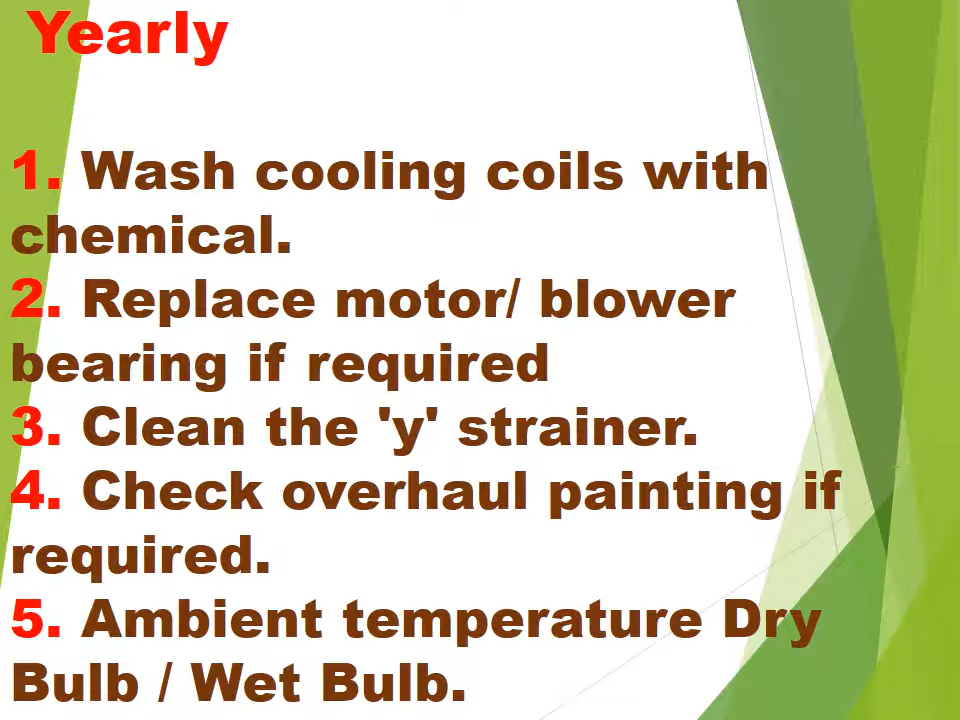 Yearly
1. Wash cooling coils with
chemical.
2. Replace motor/ blower
bearing if required
3. Clean the 'y' strainer.
4. Check overhaul painting if
required.
5. Ambient temperature Dry
Bulb / Wet Bulb.